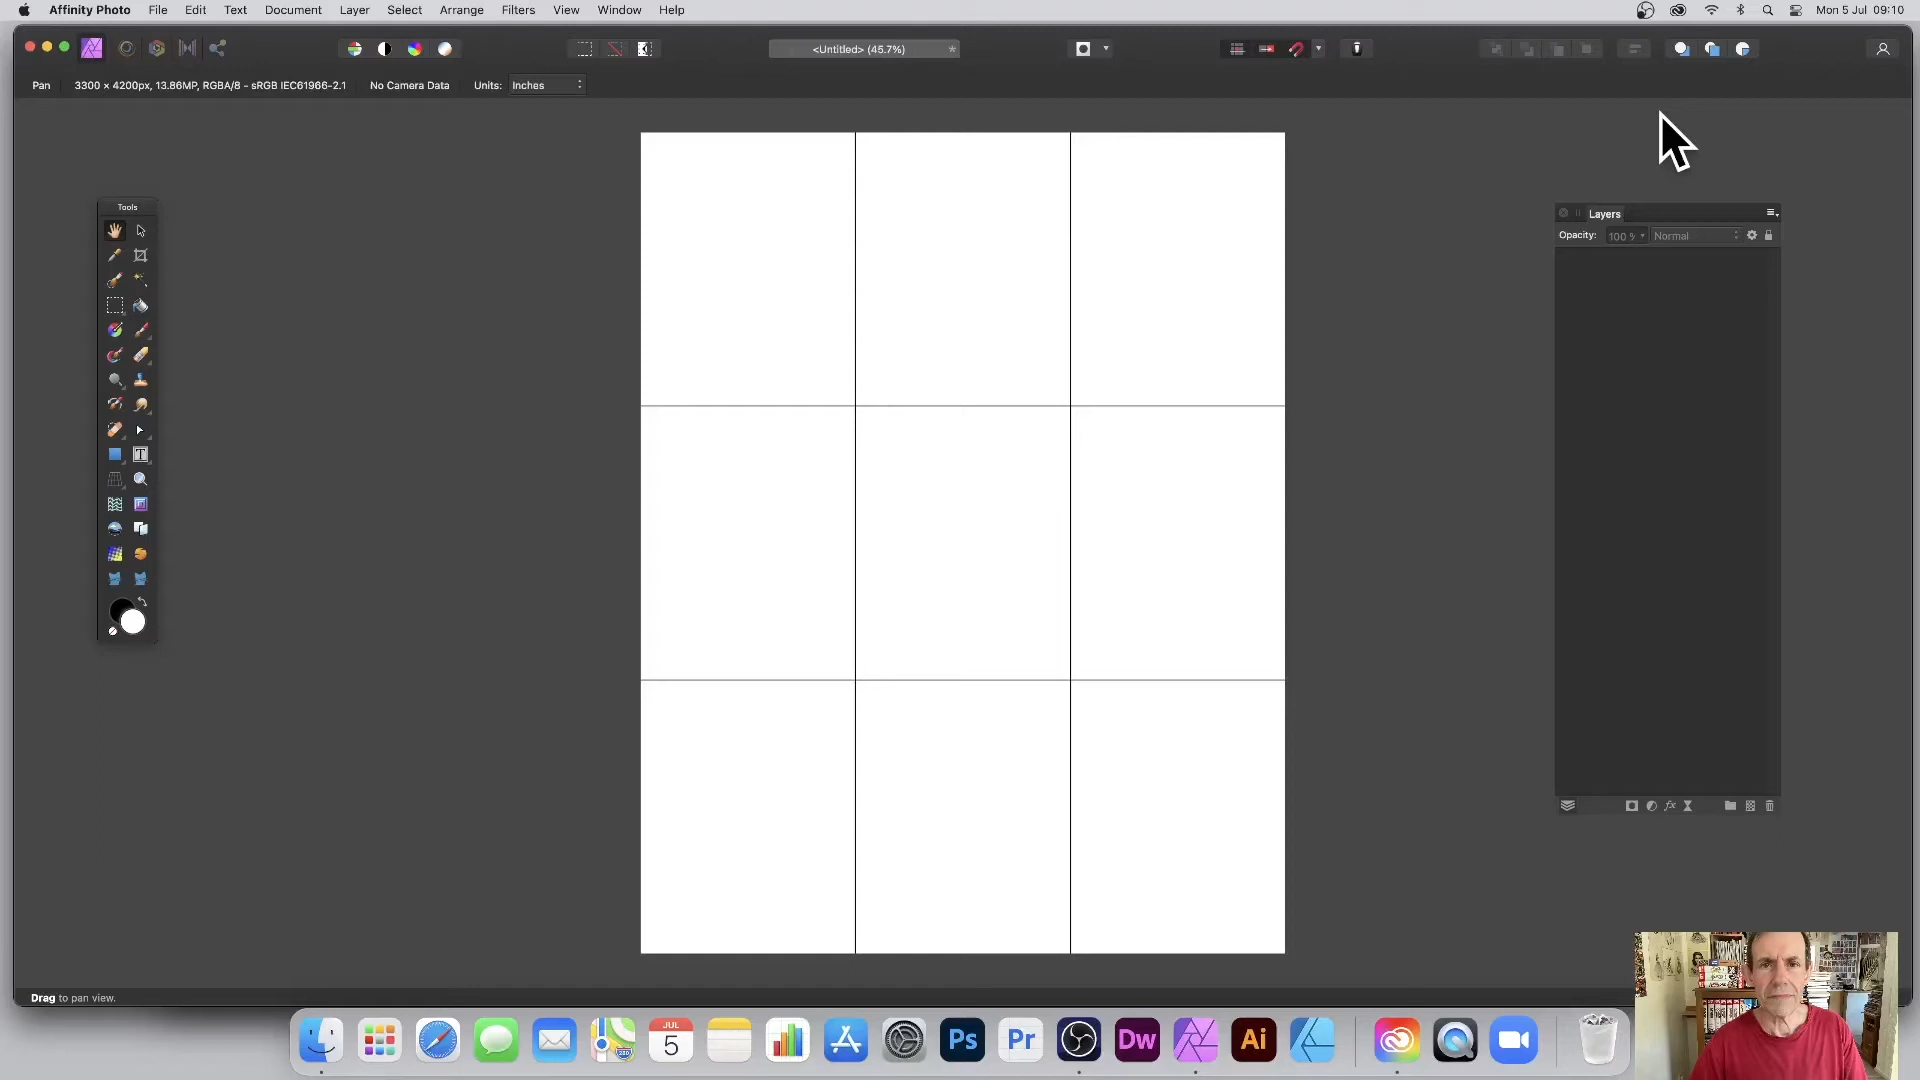 Affinity Photo File Edit Text Document Layer Select Arrange Filters View Window Help Mon 5 Jul 09:10
<Untitled> (45.7%) *
Pan 3300 × 4200px, 13.86MP, RGBA/8 - sRGB IEC61966-2.1 No Camera Data Units: Inches
Tools
T
Layers
Opacity: 100 % Normal
fx
Drag to pan view.
JUL
5
Ps Pr Dw Ai